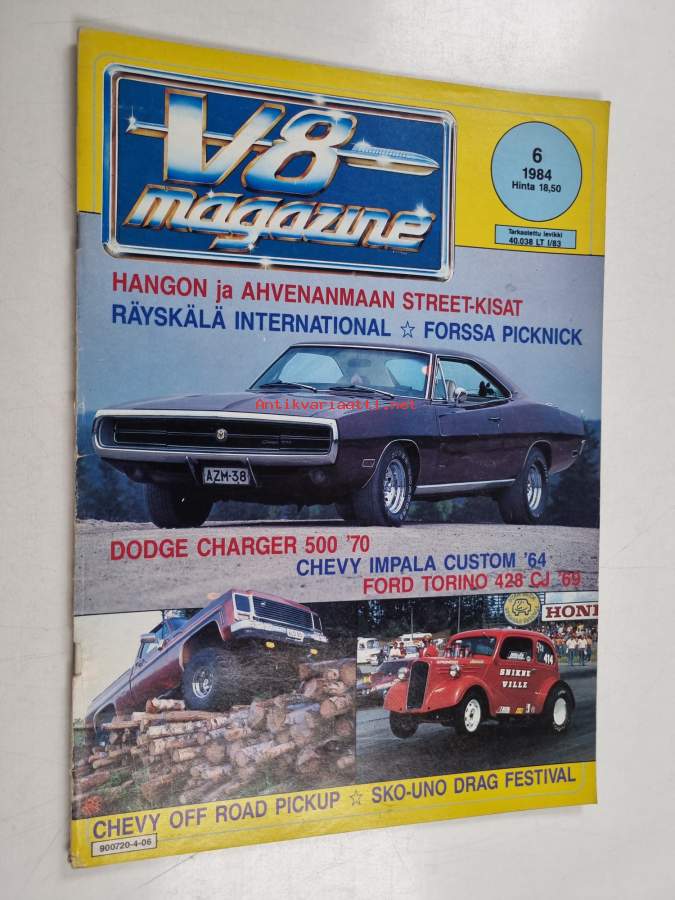 V8
magazine
6
1984
Hinta 18,50
Tarkastettu levikki
40.038 LT I/83
HANGON ja AHVENANMAAN STREET-KISAT
RÄYSKÄLÄ INTERNATIONAL ☆ FORSSA PICKNICK
Antikvariaatti.net
AZM-38
DODGE CHARGER 500 '70
CHEVY IMPALA CUSTOM '64
FORD TORINO 428 CJ '69
HON
414
SNIKNE
VILLE
CHEVY OFF ROAD PICKUP ☆ SKO-UNO DRAG FESTIVAL
900720-4-06